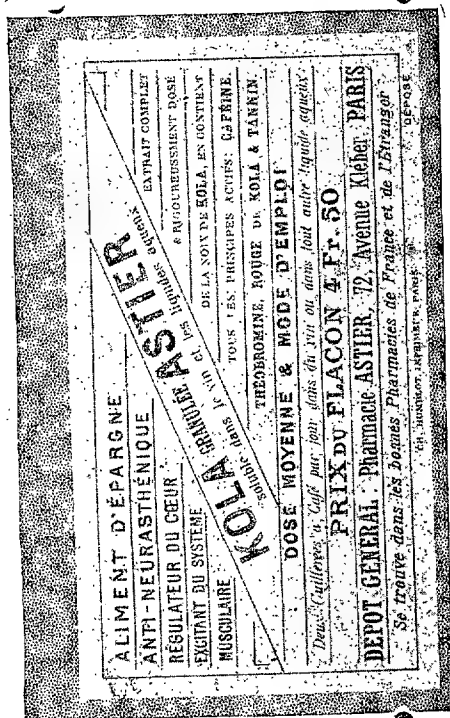 ALIMENT D'ÉPARGNE
ANTI-NEURASTHÉNIQUE
RÉGULATEUR DU CŒUR
EXCITANT DU SYSTÈME
MUSCULAIRE
KOLA GRANULÉE ASTIER
soluble dans le vin et les liquides aqueux
EXTRAIT COMPLET
& RIGOUREUSEMENT DOSÉ
DE LA NOIX DE KOLA, EN CONTIENT
TOUS LES PRINCIPES ACTIFS: CAFÉINE,
THÉOBROMINE, ROUGE DE KOLA & TANNIN
DOSE MOYENNE & MODE D'EMPLOI
Deux Cuillerées à Café par jour dans du vin ou dans tout autre liquide aqueux
PRIX DU FLACON 4 Fr. 50
DEPOT GÉNÉRAL: Pharmacie ASTIER, 72, Avenue Kléber, PARIS
Se trouve dans les bonnes Pharmacies de France et de l'Étranger
PARIS.
DÉPOSÉ